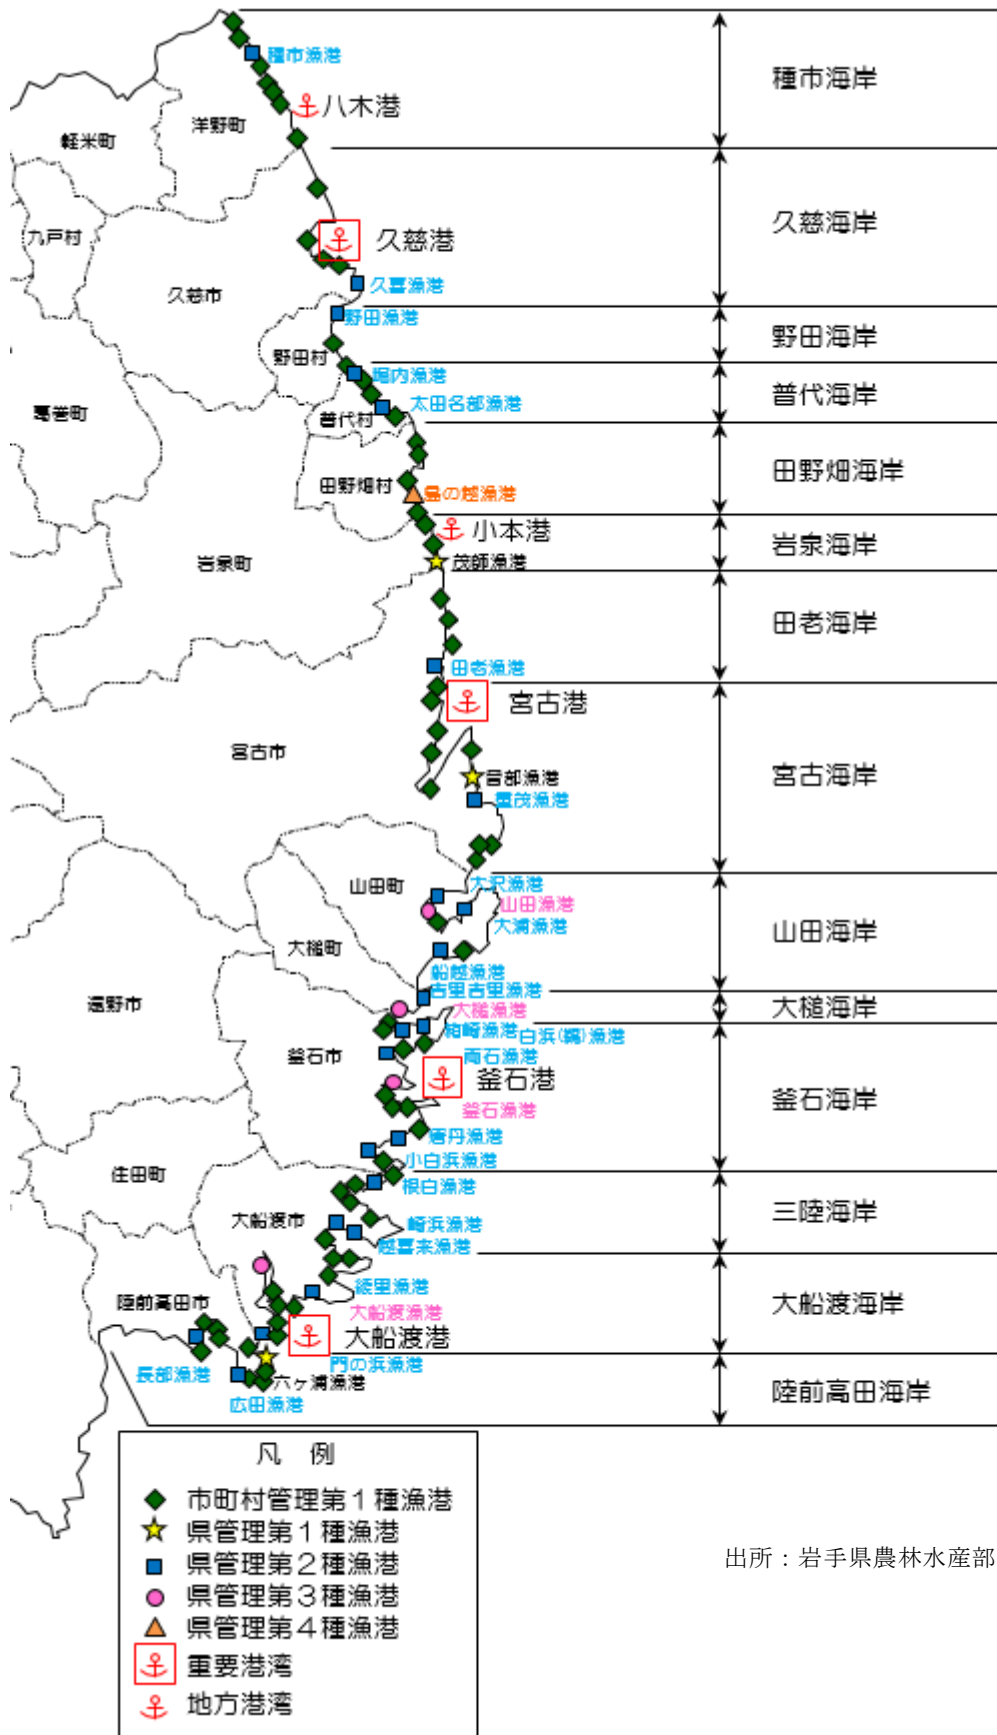 種市漁港
種市海岸
八木港
洋野町
軽米町
久慈海岸
九戸村
久慈港
久喜漁港
久慈市
野田漁港
野田海岸
野田村
堀内漁港
普代海岸
太田名部漁港
葛巻町
普代村
田野畑海岸
田野畑村
島の越漁港
小本港
岩泉海岸
岩泉町
茂師漁港
田老海岸
田老漁港
宮古港
宮古市
宮古海岸
音部漁港
重茂漁港
山田町
大沢漁港
山田漁港
大浦漁港
山田海岸
大槌町
船越漁港
吉里吉里漁港
遠野市
大槌漁港
大槌海岸
箱崎漁港
白浜(鵜)漁港
釜石市
両石漁港
釜石港
釜石海岸
釜石漁港
唐丹漁港
小白浜漁港
住田町
根白漁港
三陸海岸
大船渡市
崎浜漁港
越喜来漁港
綾里漁港
陸前高田市
大船渡漁港
大船渡海岸
大船渡港
門の浜漁港
長部漁港
六ヶ浦漁港
広田漁港
陸前高田海岸
凡 例
市町村管理第1種漁港
県管理第1種漁港
県管理第2種漁港
県管理第3種漁港
県管理第4種漁港
重要港湾
地方港湾
出所：岩手県農林水産部